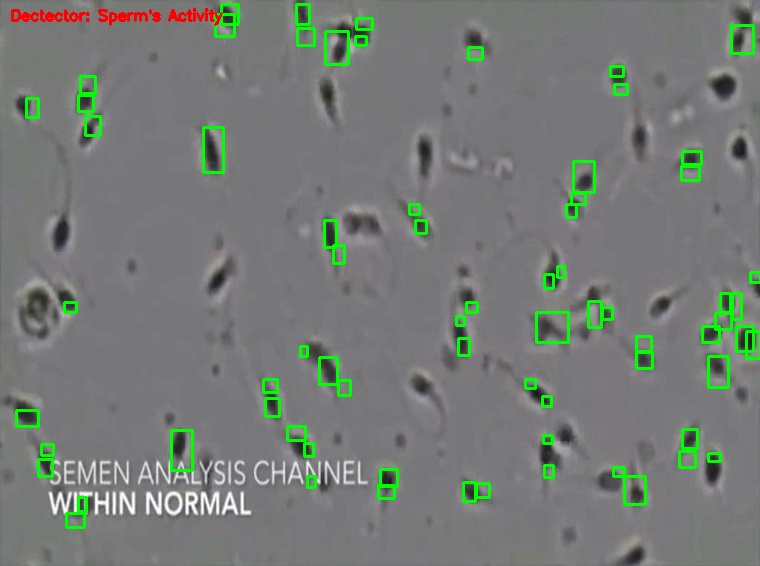 Dectector: Sperm's Activity
SEMEN ANALYSIS CHANNEL
WITHIN NORMAL